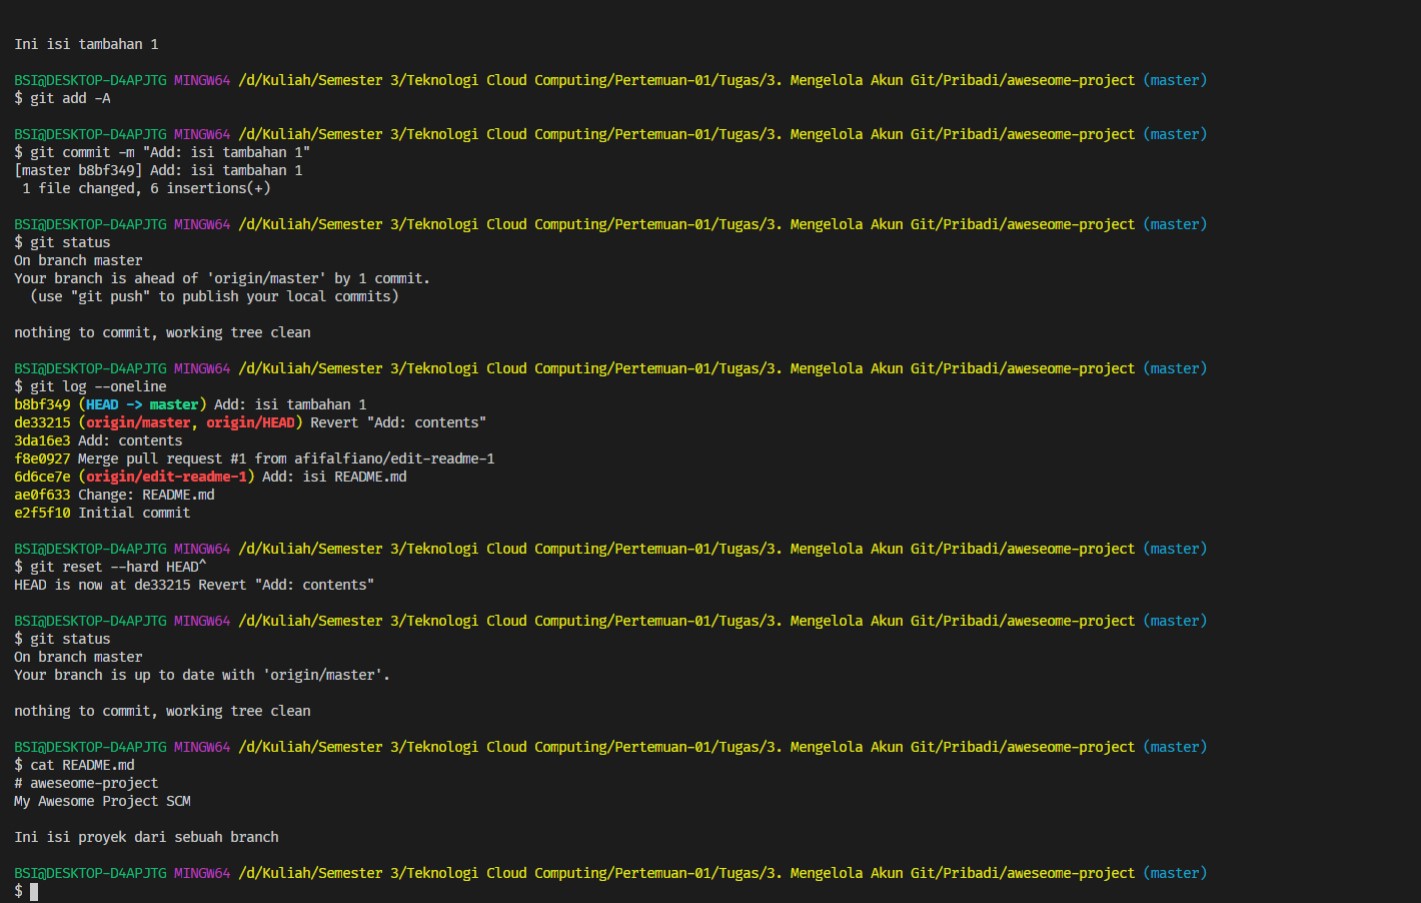 Ini isi tambahan 1
BSI@DESKTOP-D4APJTG MINGW64 /d/Kuliah/Semester 3/Teknologi Cloud Computing/Pertemuan-01/Tugas/3. Mengelola Akun Git/Pribadi/aweseome-project (master)
$ git add -A
BSI@DESKTOP-D4APJTG MINGW64 /d/Kuliah/Semester 3/Teknologi Cloud Computing/Pertemuan-01/Tugas/3. Mengelola Akun Git/Pribadi/aweseome-project (master)
$ git commit -m "Add: isi tambahan 1"
[master b8bf349] Add: isi tambahan 1
 1 file changed, 6 insertions(+)
BSI@DESKTOP-D4APJTG MINGW64 /d/Kuliah/Semester 3/Teknologi Cloud Computing/Pertemuan-01/Tugas/3. Mengelola Akun Git/Pribadi/aweseome-project (master)
$ git status
On branch master
Your branch is ahead of 'origin/master' by 1 commit.
  (use "git push" to publish your local commits)
nothing to commit, working tree clean
BSI@DESKTOP-D4APJTG MINGW64 /d/Kuliah/Semester 3/Teknologi Cloud Computing/Pertemuan-01/Tugas/3. Mengelola Akun Git/Pribadi/aweseome-project (master)
$ git log --oneline
b8bf349 (HEAD -> master) Add: isi tambahan 1
de33215 (origin/master, origin/HEAD) Revert "Add: contents"
3da16e3 Add: contents
f8e0927 Merge pull request #1 from afifalfiano/edit-readme-1
6d6ce7e (origin/edit-readme-1) Add: isi README.md
ae0f633 Change: README.md
e2f5f10 Initial commit
BSI@DESKTOP-D4APJTG MINGW64 /d/Kuliah/Semester 3/Teknologi Cloud Computing/Pertemuan-01/Tugas/3. Mengelola Akun Git/Pribadi/aweseome-project (master)
$ git reset --hard HEAD^
HEAD is now at de33215 Revert "Add: contents"
BSI@DESKTOP-D4APJTG MINGW64 /d/Kuliah/Semester 3/Teknologi Cloud Computing/Pertemuan-01/Tugas/3. Mengelola Akun Git/Pribadi/aweseome-project (master)
$ git status
On branch master
Your branch is up to date with 'origin/master'.
nothing to commit, working tree clean
BSI@DESKTOP-D4APJTG MINGW64 /d/Kuliah/Semester 3/Teknologi Cloud Computing/Pertemuan-01/Tugas/3. Mengelola Akun Git/Pribadi/aweseome-project (master)
$ cat README.md
# aweseome-project
My Awesome Project SCM
Ini isi proyek dari sebuah branch
BSI@DESKTOP-D4APJTG MINGW64 /d/Kuliah/Semester 3/Teknologi Cloud Computing/Pertemuan-01/Tugas/3. Mengelola Akun Git/Pribadi/aweseome-project (master)
$